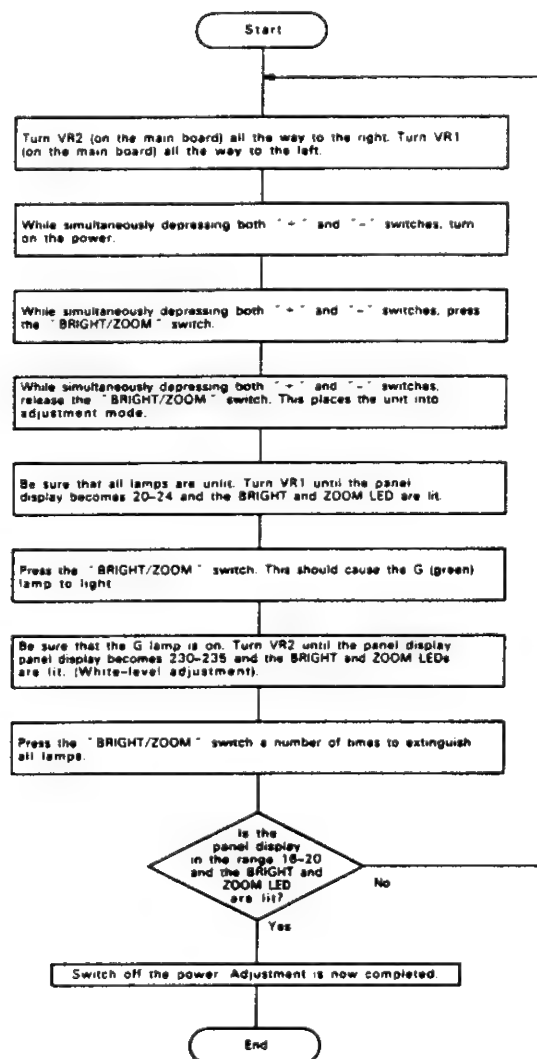 Start
Turn VR2 (on the main board) all the way to the right. Turn VR1
(on the main board) all the way to the left.
While simultaneously depressing both "+" and "-" switches, turn
on the power.
While simultaneously depressing both "+" and "-" switches, press
the "BRIGHT/ZOOM" switch.
While simultaneously depressing both "+" and "-" switches,
release the "BRIGHT/ZOOM" switch. This places the unit into
adjustment mode.
Be sure that all lamps are unlit. Turn VR1 until the panel
display becomes 20-24 and the BRIGHT and ZOOM LED are lit.
Press the "BRIGHT/ZOOM" switch. This should cause the G (green)
lamp to light
Be sure that the G lamp is on. Turn VR2 until the panel display
panel display becomes 230-235 and the BRIGHT and ZOOM LEDs
are lit. (White-level adjustment).
Press the "BRIGHT/ZOOM" switch a number of times to extinguish
all lamps.
Is the
panel display
in the range 16-20
and the BRIGHT and
ZOOM LED
are lit?
No
Yes
Switch off the power. Adjustment is now completed.
End